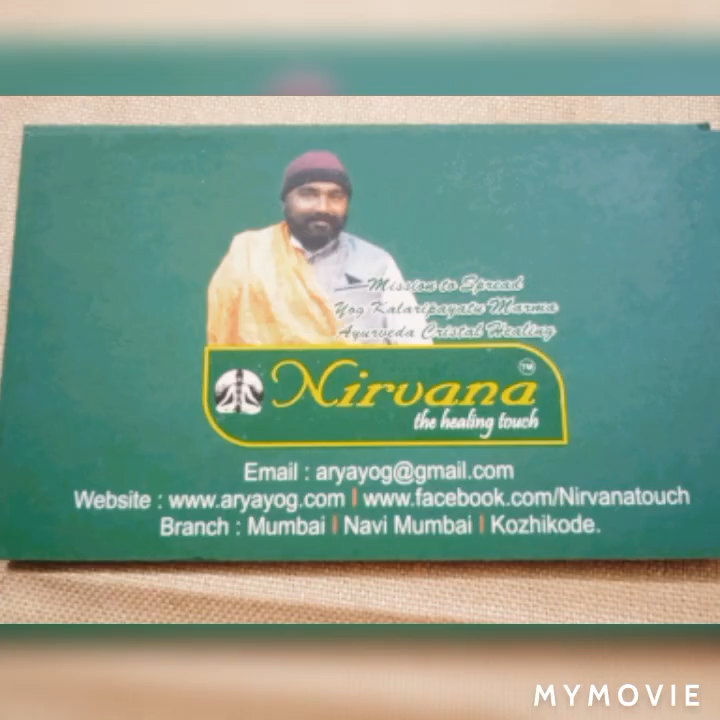 Mission to Spread
Yog Kalaripayatu Marma
Ayurveda Cristal Healing
Nirvana TM
the healing touch
Email : aryayog@gmail.com
Website : www.aryayog.com | www.facebook.com/Nirvanatouch
Branch : Mumbai | Navi Mumbai | Kozhikode.
MYMOVIE